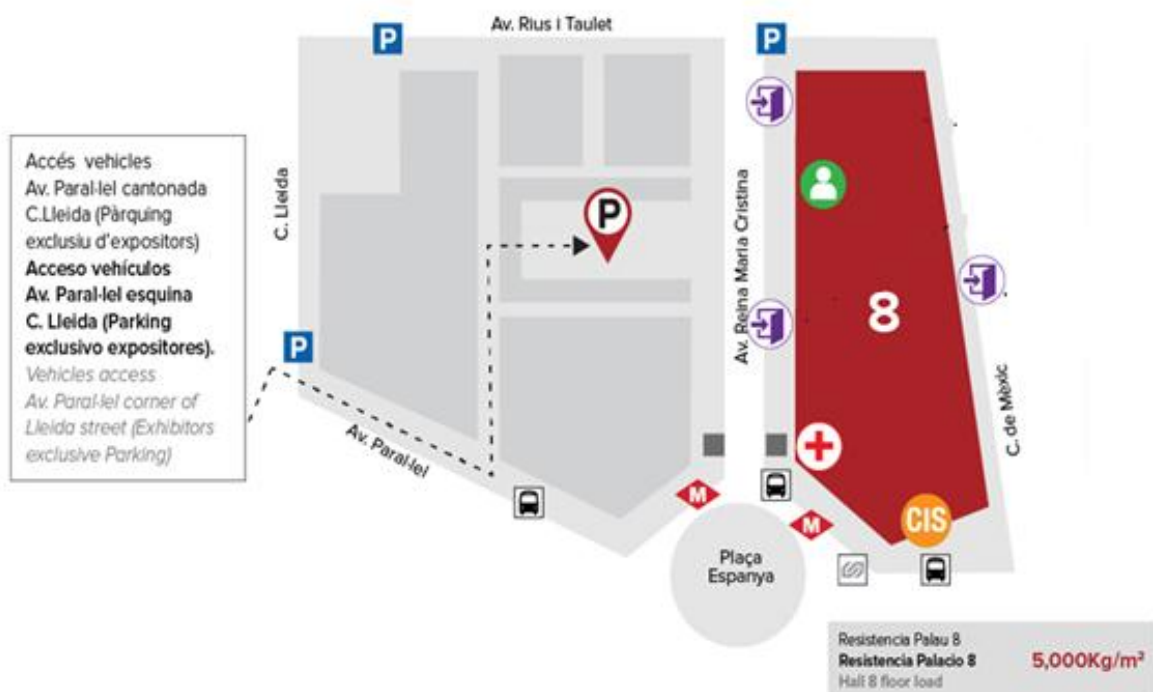 Av. Rius i Taulet
P
P
Accés vehicles
Av. Paral·lel cantonada
C.Lleida (Pàrquing
exclusiu d'expositors)
Acceso vehículos
Av. Paral·lel esquina
C. Lleida (Parking
exclusivo expositores).
Vehicles access
Av. Paral·lel corner of
Lleida street (Exhibitors
exclusive Parking)
C. Lleida
P
P
Av. Reina Maria Cristina
8
C. de Mèxic
Av. Paral·lel
M
M
CIS
Plaça
Espanya
Resistencia Palau 8
Resistencia Palacio 8
Hall 8 floor load
5,000Kg/m²